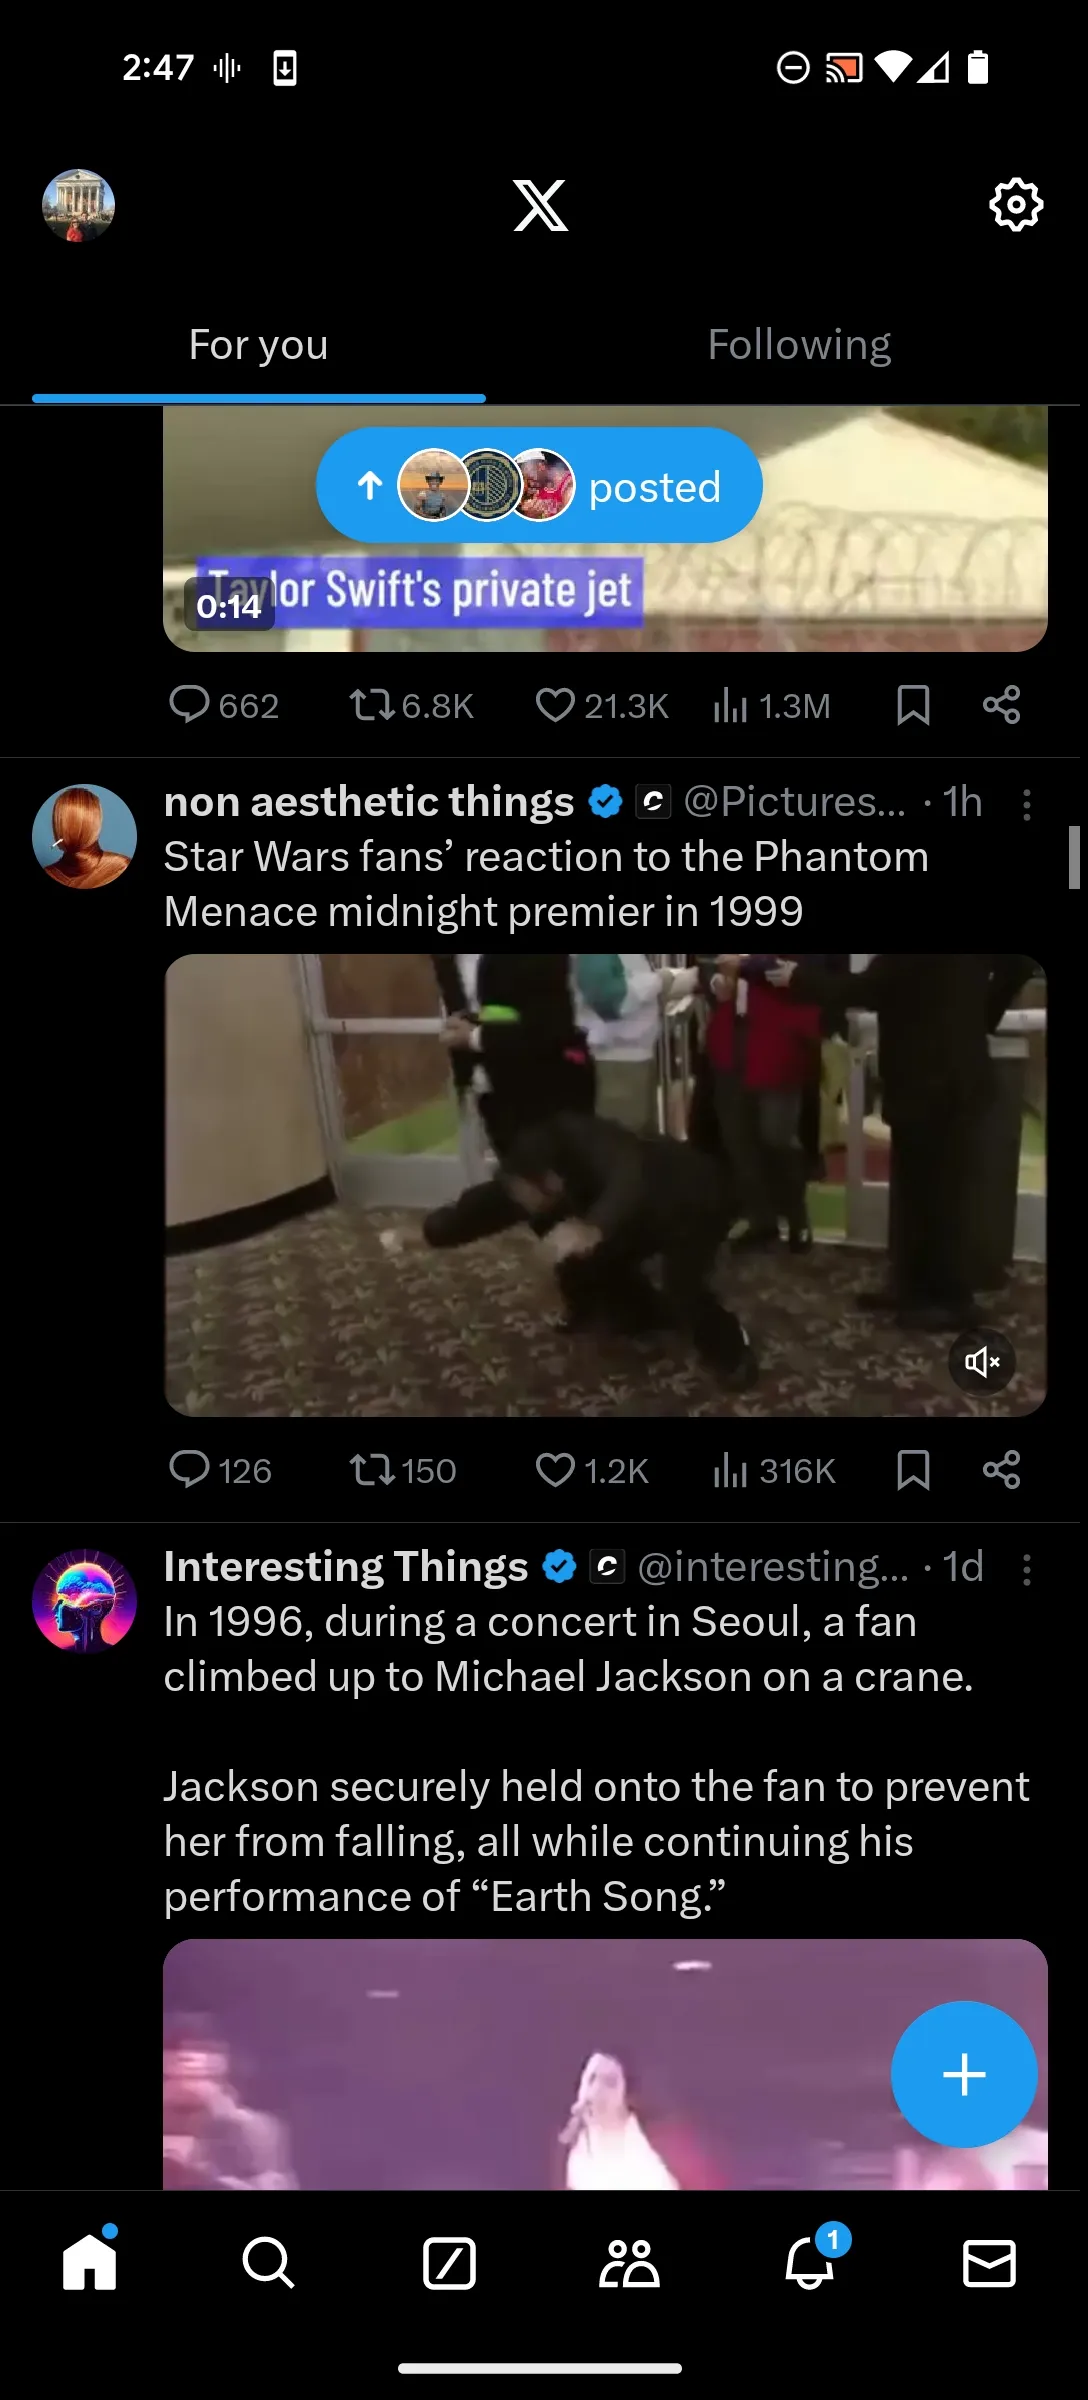 2:47
For you
Following
posted
Taylor Swift's private jet
0:14
662
6.8K
21.3K
1.3M
non aesthetic things @Pictures... · 1h
Star Wars fans’ reaction to the Phantom
Menace midnight premier in 1999
126
150
1.2K
316K
Interesting Things @interesting... · 1d
In 1996, during a concert in Seoul, a fan
climbed up to Michael Jackson on a crane.
Jackson securely held onto the fan to prevent
her from falling, all while continuing his
performance of “Earth Song.”
1